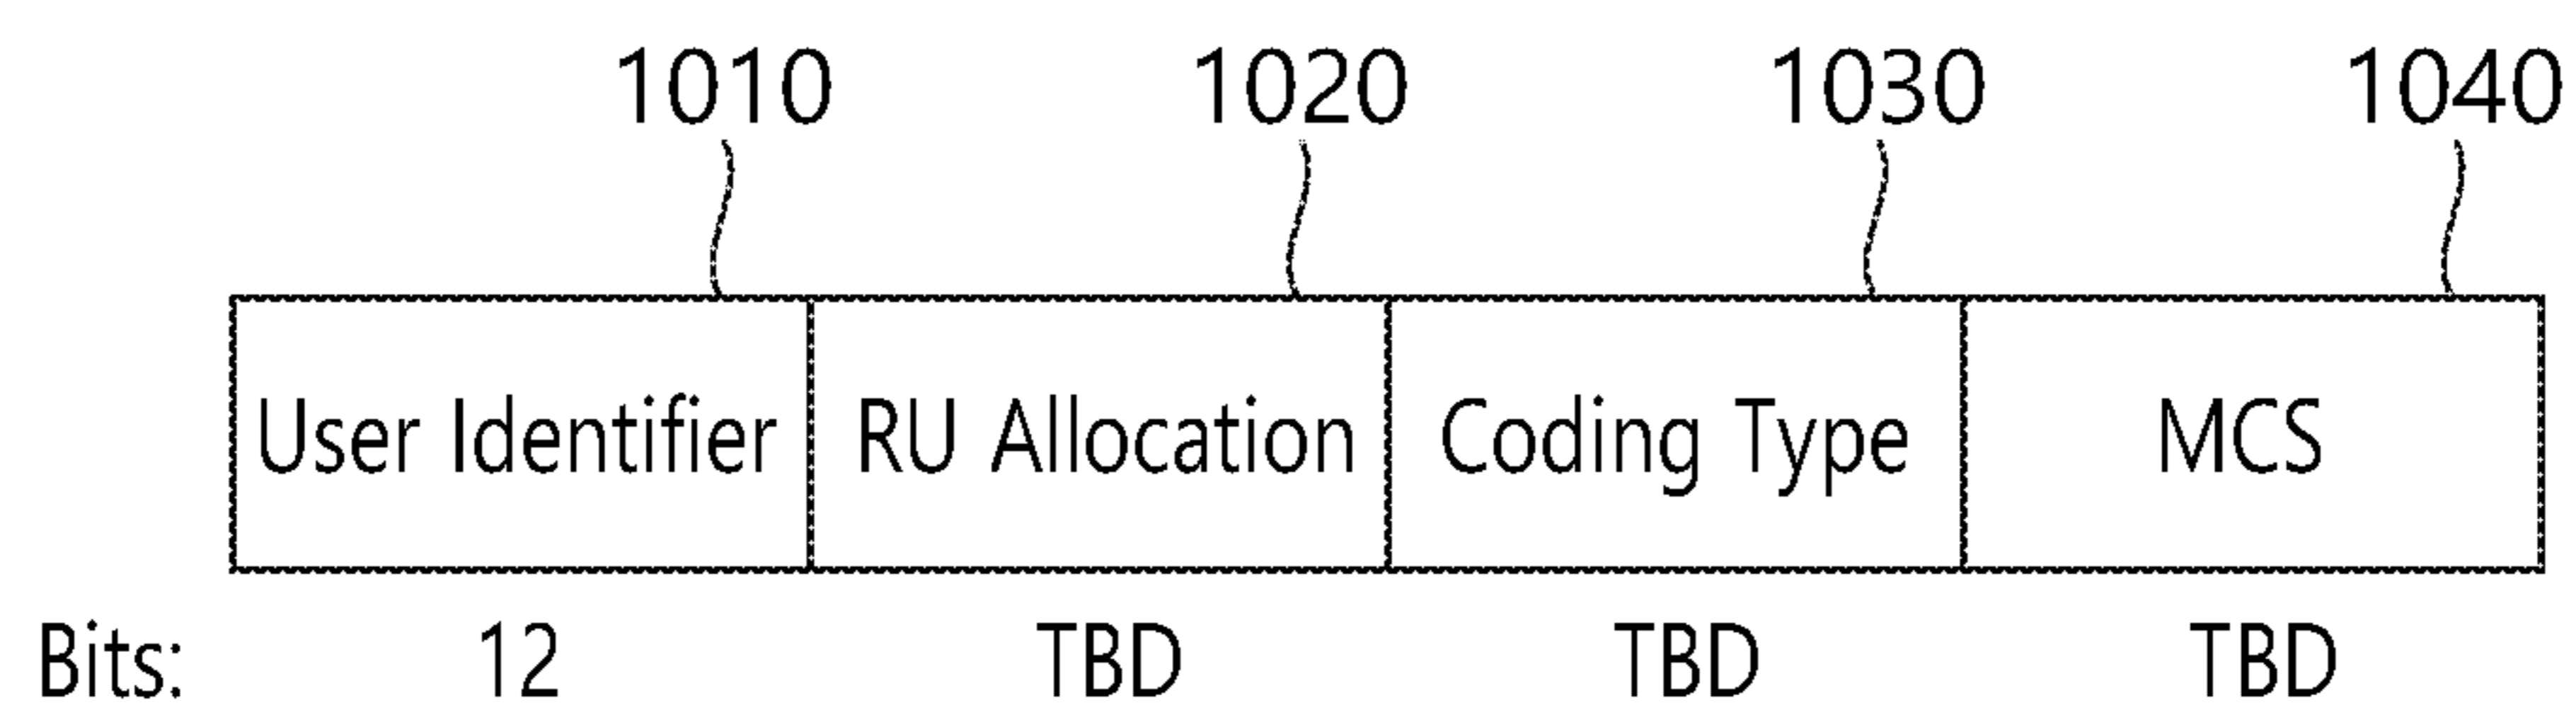 1010 1020 1030 1040
User Identifier RU Allocation Coding Type MCS
Bits: 12 TBD TBD TBD